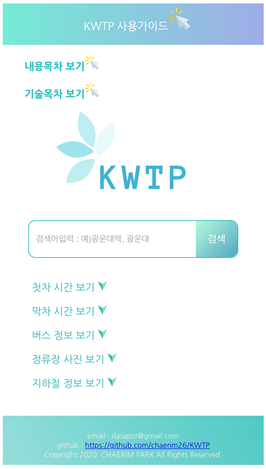 KWTP 사용가이드
내용목차 보기
기술목차 보기
KWTP
검색어입력 : 예)광운대역, 광운대
검색
첫차 시간 보기
막차 시간 보기
버스 정보 보기
정류장 사진 보기
지하철 정보 보기
email : dasapcr@gmail.com
github : https://github.com/chaerim26/KWTP
Copyright 2020. CHAERIM PARK All Rights Reserved.